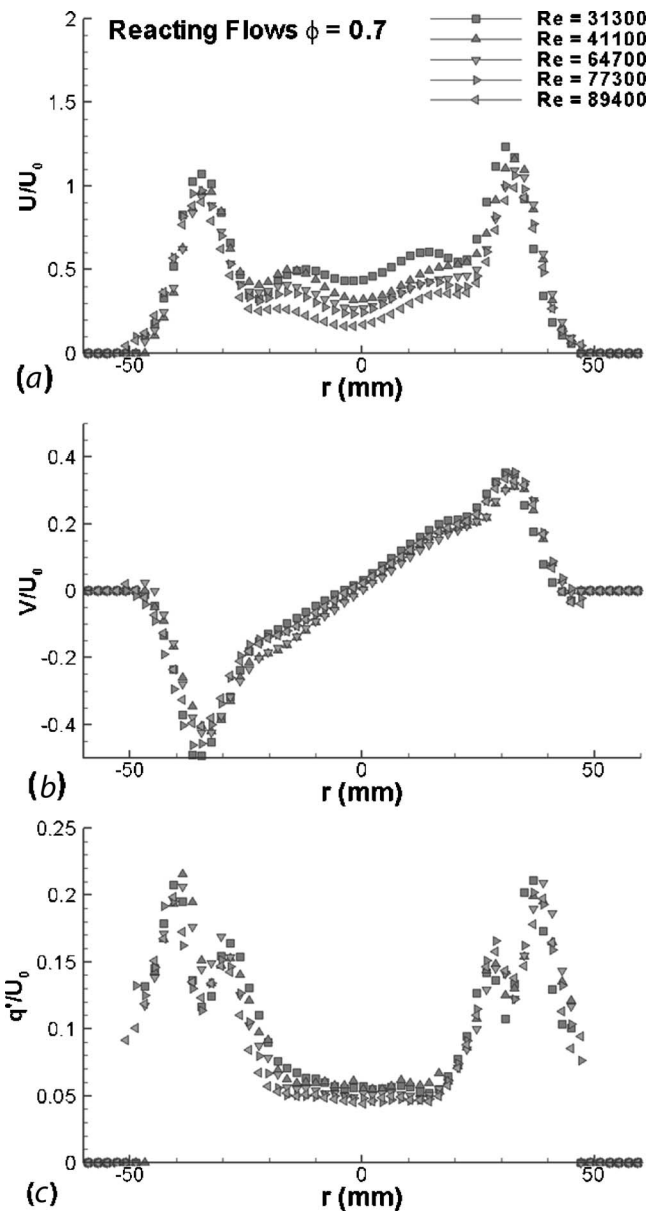 Reacting Flows ϕ = 0.7
Re = 31300
Re = 41100
Re = 64700
Re = 77300
Re = 89400
2
1.5
1
0.5
0
U/U₀
-50
0
50
r (mm)
(a)
0.4
0.2
0
-0.2
-0.4
V/U₀
-50
0
50
r (mm)
(b)
0.25
0.2
0.15
0.1
0.05
0
q'/U₀
-50
0
50
r (mm)
(c)